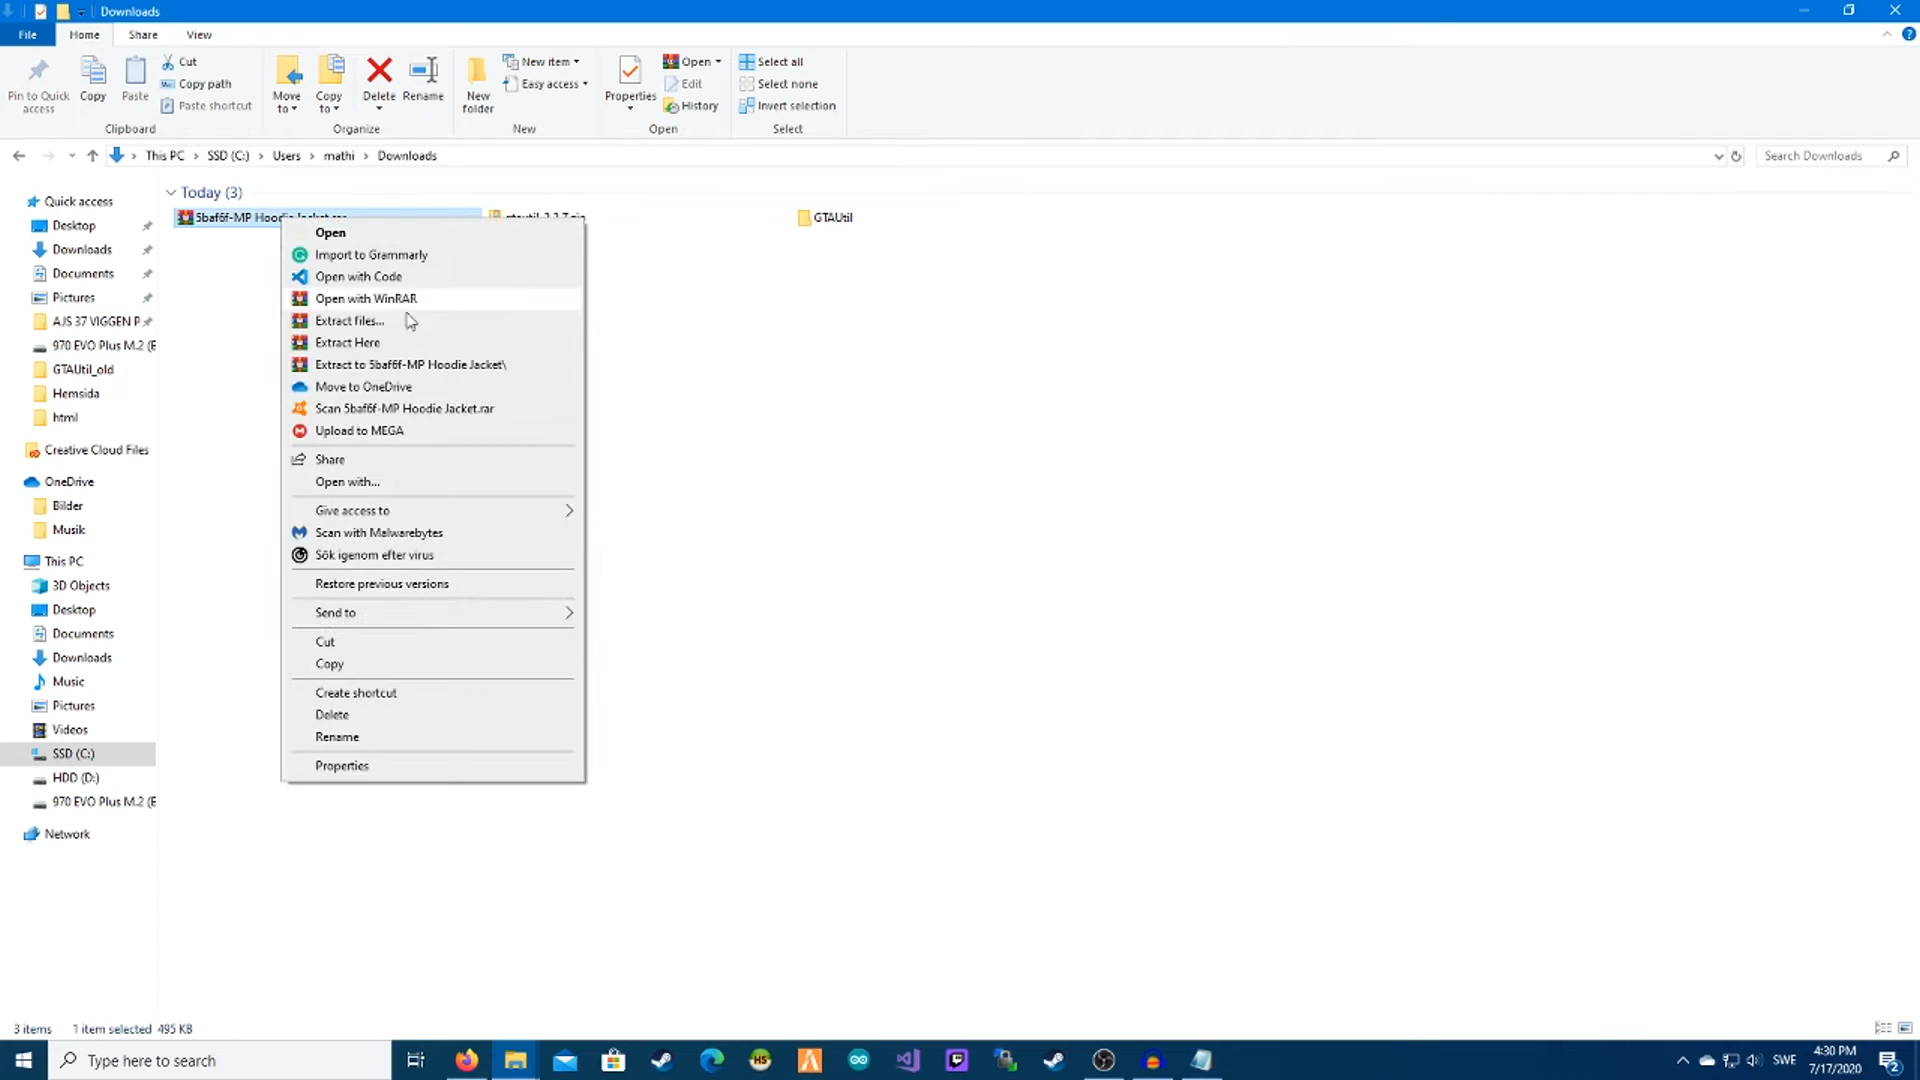 Downloads
File Home Share View
Pin to Quick access
Copy
Paste
Cut
Copy path
Paste shortcut
Clipboard
Move to
Copy to
Delete
Rename
Organize
New folder
New item
Easy access
New
Properties
Open
Edit
History
Open
Select all
Select none
Invert selection
Select
This PC > SSD (C:) > Users > mathi > Downloads
Search Downloads
Quick access
Desktop
Downloads
Documents
Pictures
AJS 37 VIGGEN P
970 EVO Plus M.2 (E
GTAUtil_old
Hemsida
html
Creative Cloud Files
OneDrive
Bilder
Musik
This PC
3D Objects
Desktop
Documents
Downloads
Music
Pictures
Videos
SSD (C:)
HDD (D:)
970 EVO Plus M.2 (E
Network
Today (3)
5baf6f-MP Hoodie Jacket.rar
GTAUtil
Open
Import to Grammarly
Open with Code
Open with WinRAR
Extract files...
Extract Here
Extract to 5baf6f-MP Hoodie Jacket\
Move to OneDrive
Scan 5baf6f-MP Hoodie Jacket.rar
Upload to MEGA
Share
Open with...
Give access to
Scan with Malwarebytes
Sök igenom efter virus
Restore previous versions
Send to
Cut
Copy
Create shortcut
Delete
Rename
Properties
3 items 1 item selected 495 KB
Type here to search
HS
SWE
4:30 PM
7/17/2020
2